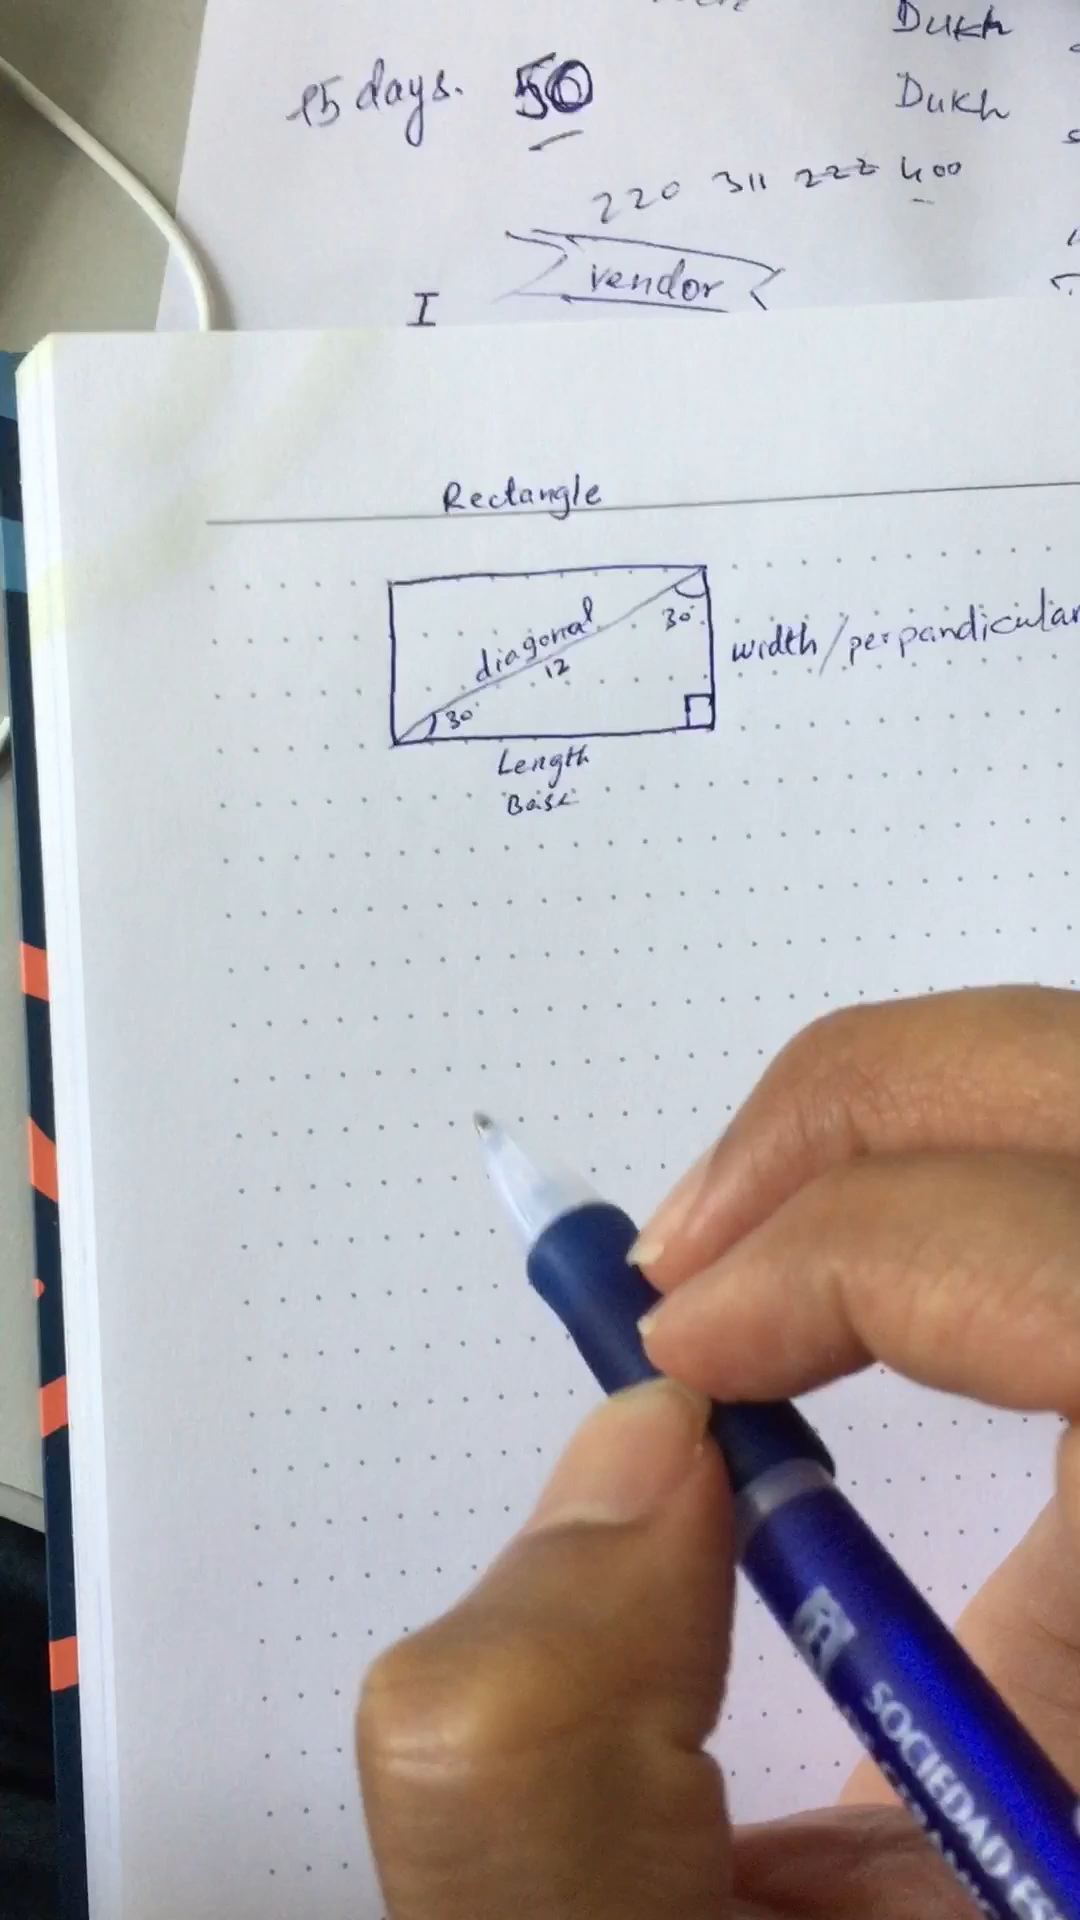 Dukh
15 days. 50
Dukh
220 311 222 400
vendor
I
Rectangle
diagonal
12
30°
30°
width/perpandicular
Length
Base
SOCIEDAD